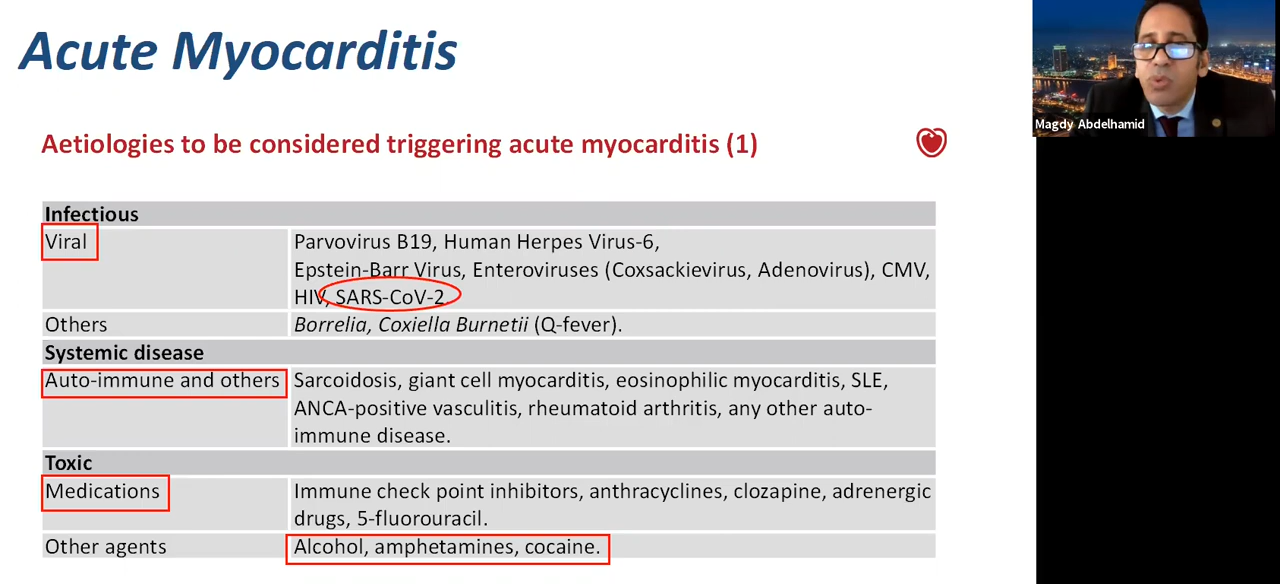 Acute Myocarditis
Magdy Abdelhamid
Aetiologies to be considered triggering acute myocarditis (1)
Infectious
Viral
Parvovirus B19, Human Herpes Virus-6,
Epstein-Barr Virus, Enteroviruses (Coxsackievirus, Adenovirus), CMV,
HIV, SARS-CoV-2.
Others
Borrelia, Coxiella Burnetii (Q-fever).
Systemic disease
Auto-immune and others
Sarcoidosis, giant cell myocarditis, eosinophilic myocarditis, SLE,
ANCA-positive vasculitis, rheumatoid arthritis, any other auto-
immune disease.
Toxic
Medications
Immune check point inhibitors, anthracyclines, clozapine, adrenergic
drugs, 5-fluorouracil.
Other agents
Alcohol, amphetamines, cocaine.